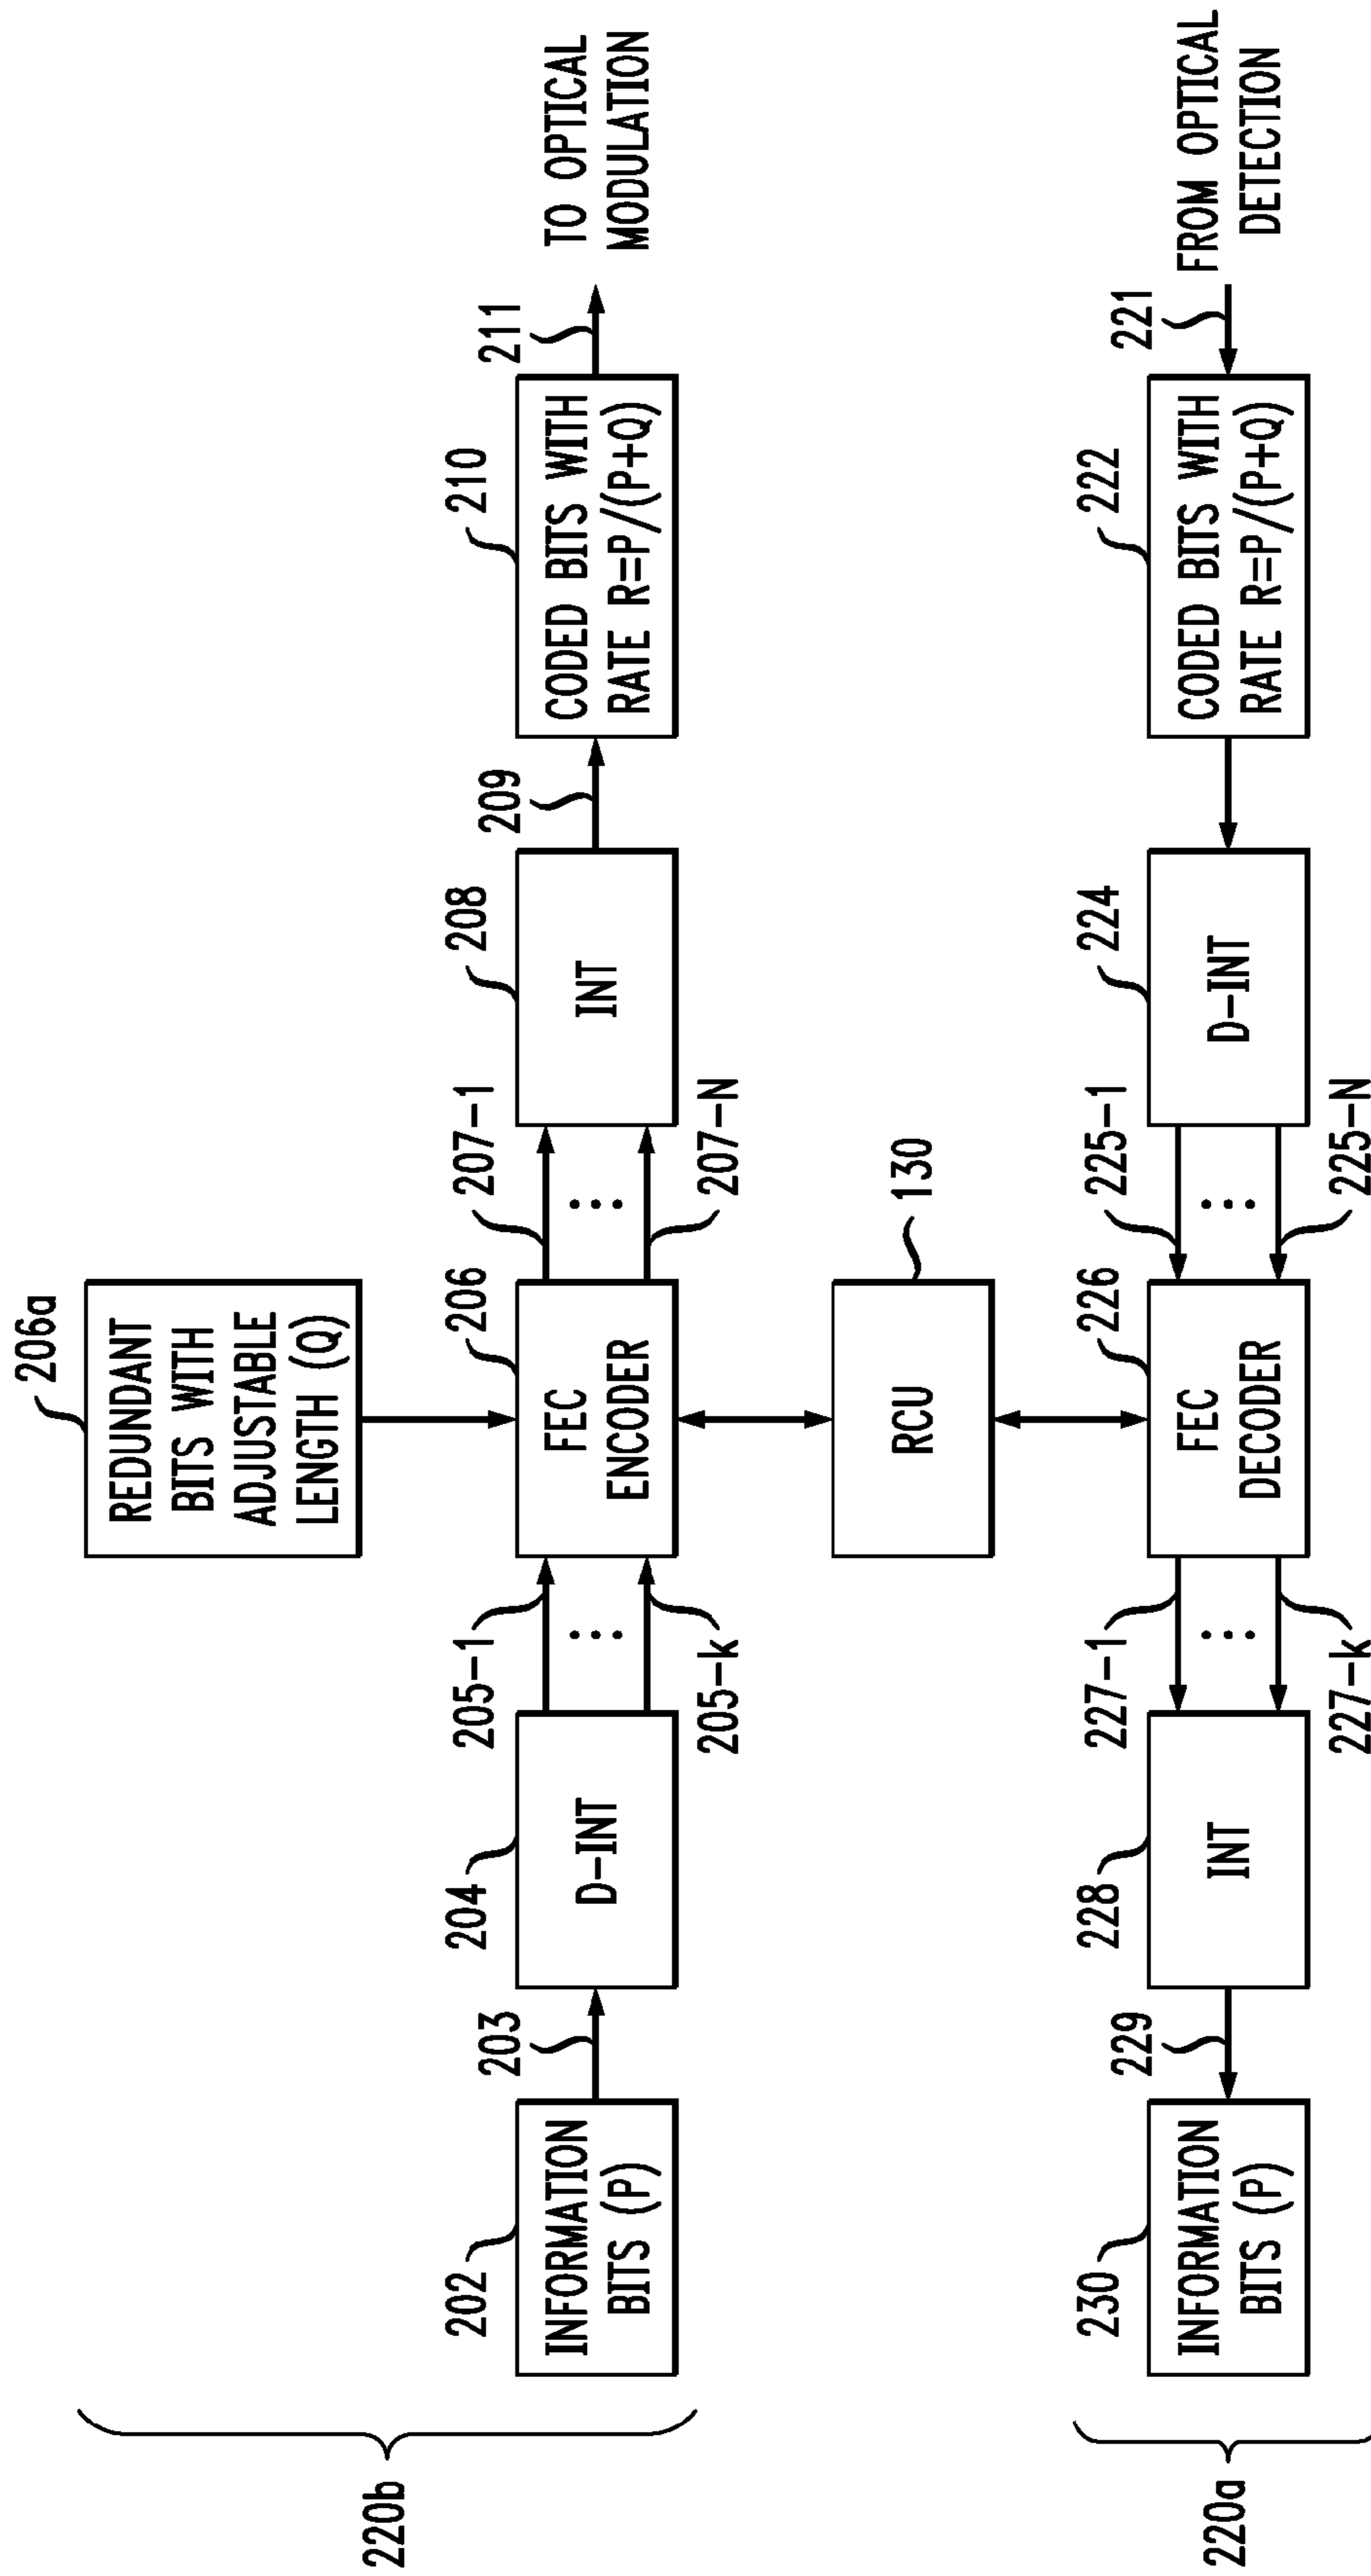 206a
REDUNDANT
BITS WITH
ADJUSTABLE
LENGTH (Q)
220b
202
INFORMATION
BITS (P)
203
204
D-INT
205-1
205-k
206
FEC
ENCODER
207-1
207-N
208
INT
209
210
CODED BITS WITH
RATE R=P/(P+Q)
211
TO OPTICAL
MODULATION
RCU
130
220a
230
INFORMATION
BITS (P)
229
228
INT
227-1
227-k
226
FEC
DECODER
225-1
225-N
224
D-INT
222
CODED BITS WITH
RATE R=P/(P+Q)
221
FROM OPTICAL
DETECTION